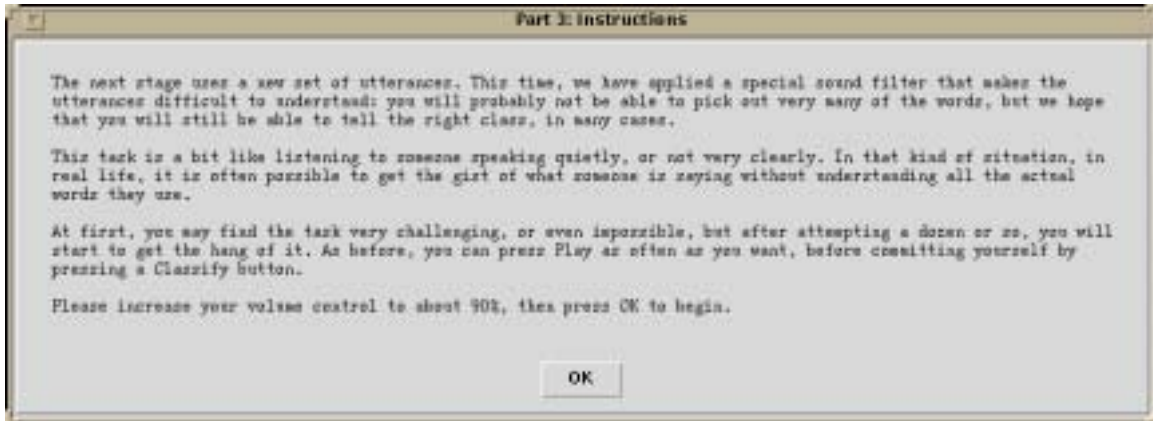 Part 3: Instructions
The next stage uses a new set of utterances. This time, we have applied a special sound filter that makes the
utterances difficult to understand: you will probably not be able to pick out very many of the words, but we hope
that you will still be able to tell the right class, in many cases.
This task is a bit like listening to someone speaking quietly, or not very clearly. In that kind of situation, in
real life, it is often possible to get the gist of what someone is saying without understanding all the actual
words they use.
At first, you may find the task very challenging, or even impossible, but after attempting a dozen or so, you will
start to get the hang of it. As before, you can press Play as often as you want, before committing yourself by
pressing a Classify button.
Please increase your volume control to about 90%, then press OK to begin.
OK